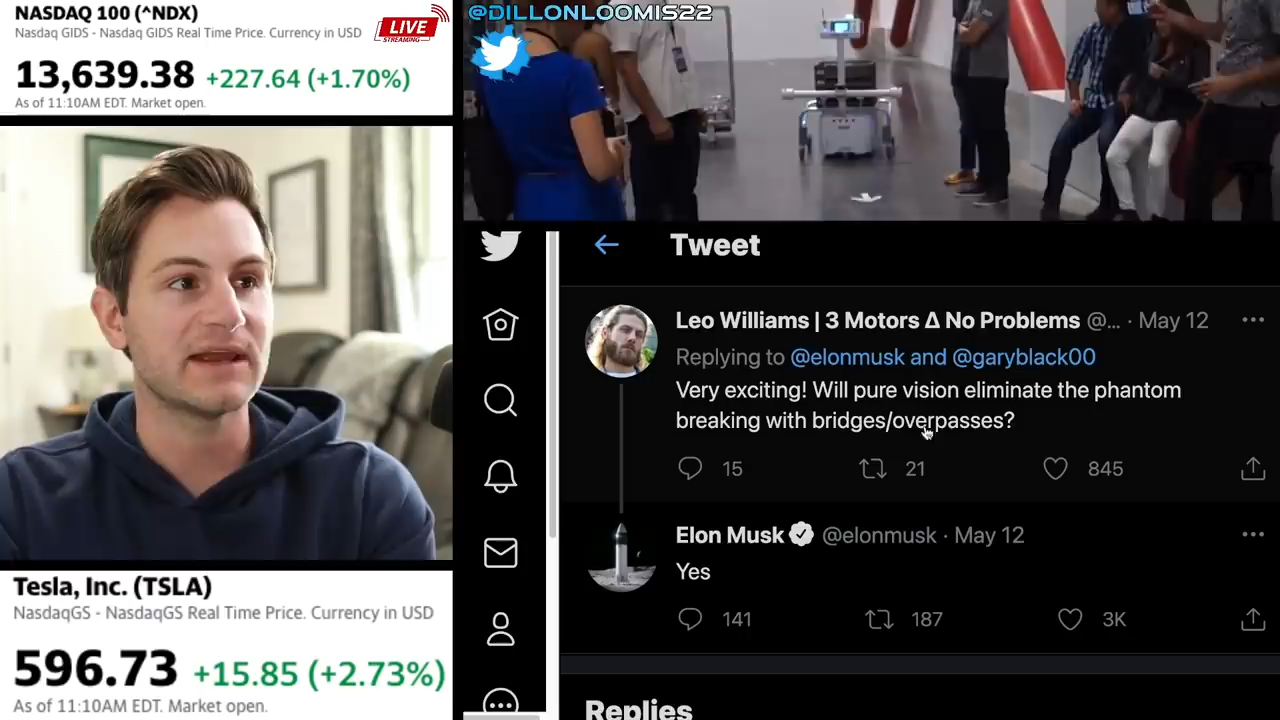 NASDAQ 100 (^NDX)
Nasdaq GIDS - Nasdaq GIDS Real Time Price. Currency in USD
LIVE
STREAMING
13,639.38 +227.64 (+1.70%)
As of 11:10AM EDT. Market open.
@DILLONLOOMIS22
Tweet
Leo Williams | 3 Motors Δ No Problems @... · May 12
Replying to @elonmusk and @garyblack00
Very exciting! Will pure vision eliminate the phantom
breaking with bridges/overpasses?
15 21 845
Elon Musk @elonmusk · May 12
Yes
141 187 3K
Replies
Tesla, Inc. (TSLA)
NasdaqGS - NasdaqGS Real Time Price. Currency in USD
596.73 +15.85 (+2.73%)
As of 11:10AM EDT. Market open.